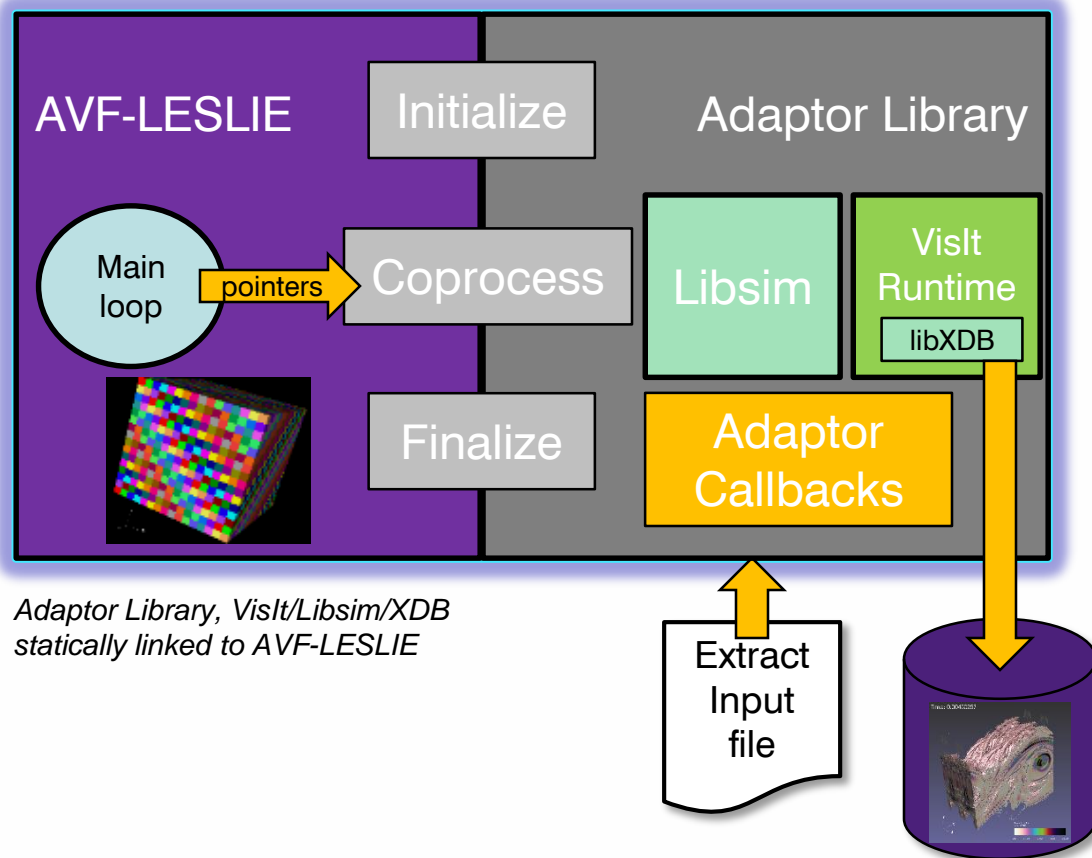 AVF-LESLIE
Initialize
Adaptor Library
Main
loop
pointers
Coprocess
Libsim
VisIt
Runtime
libXDB
Finalize
Adaptor
Callbacks
Adaptor Library, VisIt/Libsim/XDB
statically linked to AVF-LESLIE
Extract
Input
file